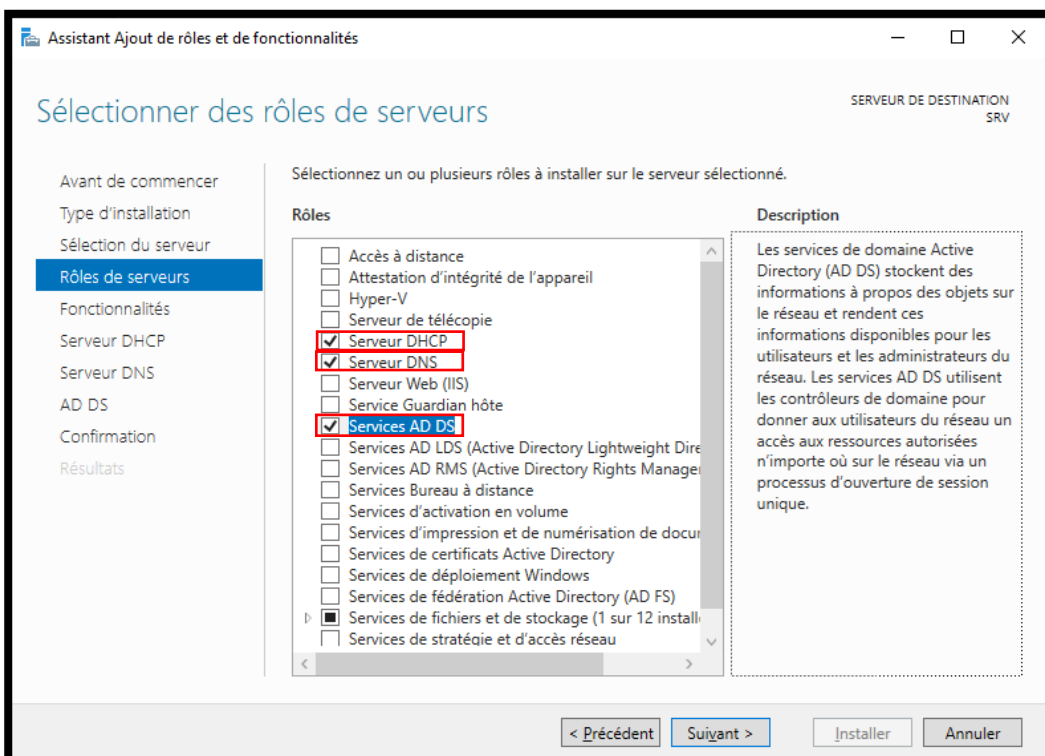 Assistant Ajout de rôles et de fonctionnalités
Sélectionner des rôles de serveurs
SERVEUR DE DESTINATION
SRV
Avant de commencer
Type d'installation
Sélection du serveur
Rôles de serveurs
Fonctionnalités
Serveur DHCP
Serveur DNS
AD DS
Confirmation
Résultats
Sélectionnez un ou plusieurs rôles à installer sur le serveur sélectionné.
Rôles
Accès à distance
Attestation d'intégrité de l'appareil
Hyper-V
Serveur de télécopie
Serveur DHCP
Serveur DNS
Serveur Web (IIS)
Service Guardian hôte
Services AD DS
Services AD LDS (Active Directory Lightweight Dire
Services AD RMS (Active Directory Rights Manage
Services Bureau à distance
Services d'activation en volume
Services d'impression et de numérisation de docu
Services de certificats Active Directory
Services de déploiement Windows
Services de fédération Active Directory (AD FS)
Services de fichiers et de stockage (1 sur 12 install
Services de stratégie et d'accès réseau
Description
Les services de domaine Active
Directory (AD DS) stockent des
informations à propos des objets sur
le réseau et rendent ces
informations disponibles pour les
utilisateurs et les administrateurs du
réseau. Les services AD DS utilisent
les contrôleurs de domaine pour
donner aux utilisateurs du réseau un
accès aux ressources autorisées
n'importe où sur le réseau via un
processus d'ouverture de session
unique.
< Précédent
Suivant >
Installer
Annuler